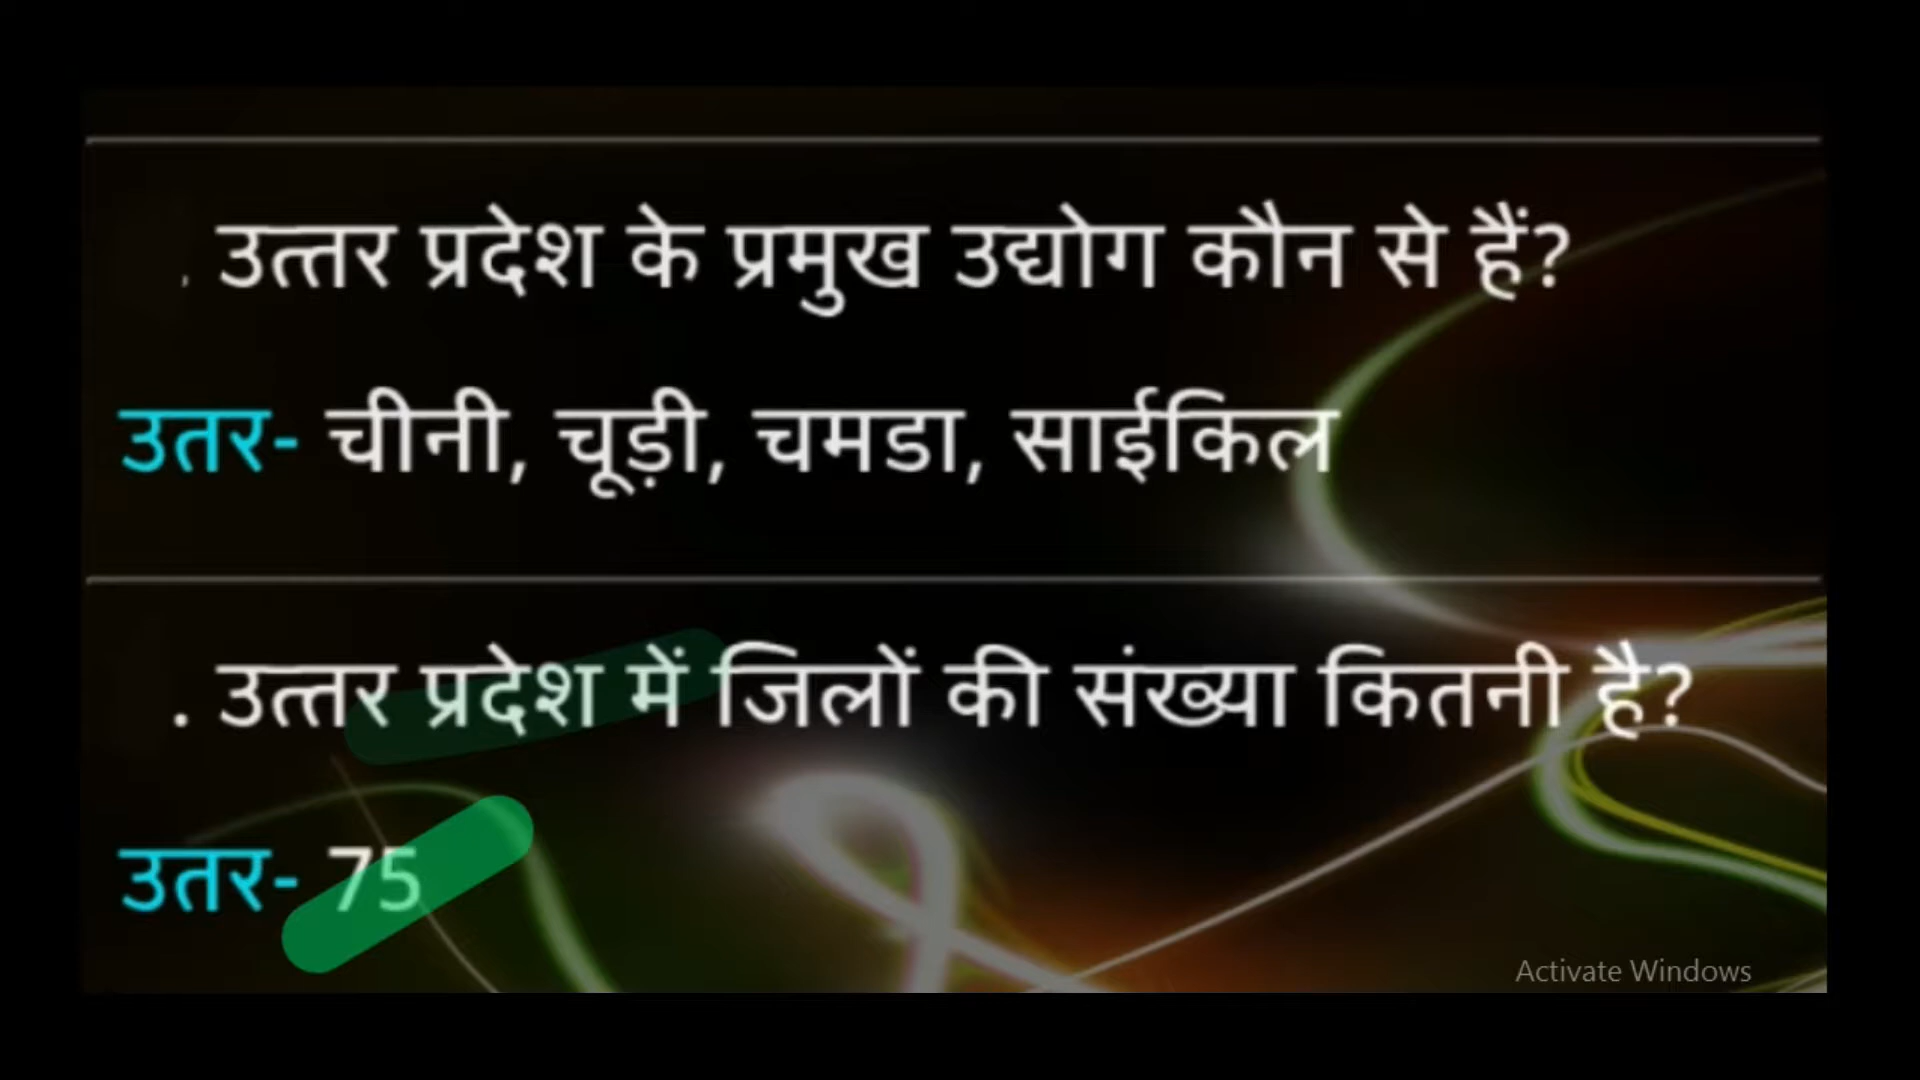 . उत्तर प्रदेश के प्रमुख उद्योग कौन से हैं?
उतर- चीनी, चूड़ी, चमडा, साईकिल
. उत्तर प्रदेश में जिलों की संख्या कितनी है?
उतर- 75
Activate Windows